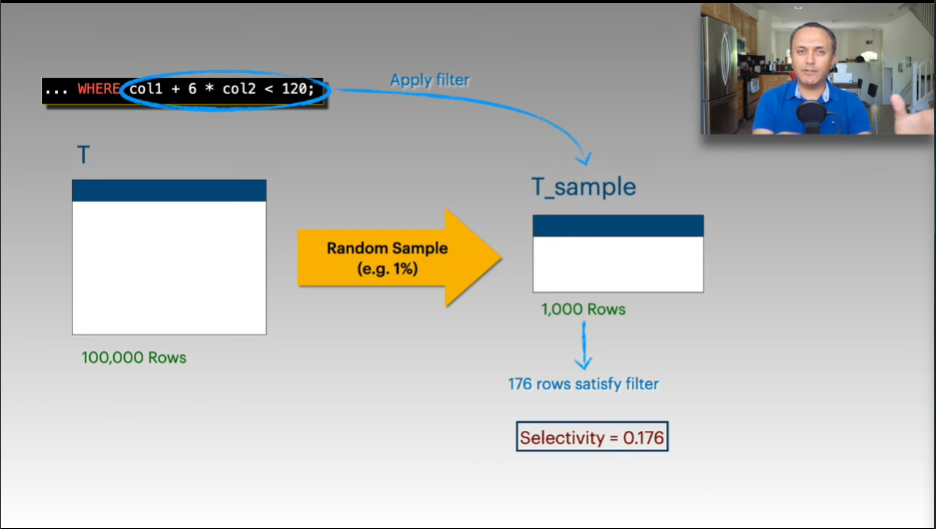 ... WHERE col1 + 6 * col2 < 120;
Apply filter
T
T_sample
Random Sample
(e.g. 1%)
1,000 Rows
100,000 Rows
176 rows satisfy filter
Selectivity = 0.176